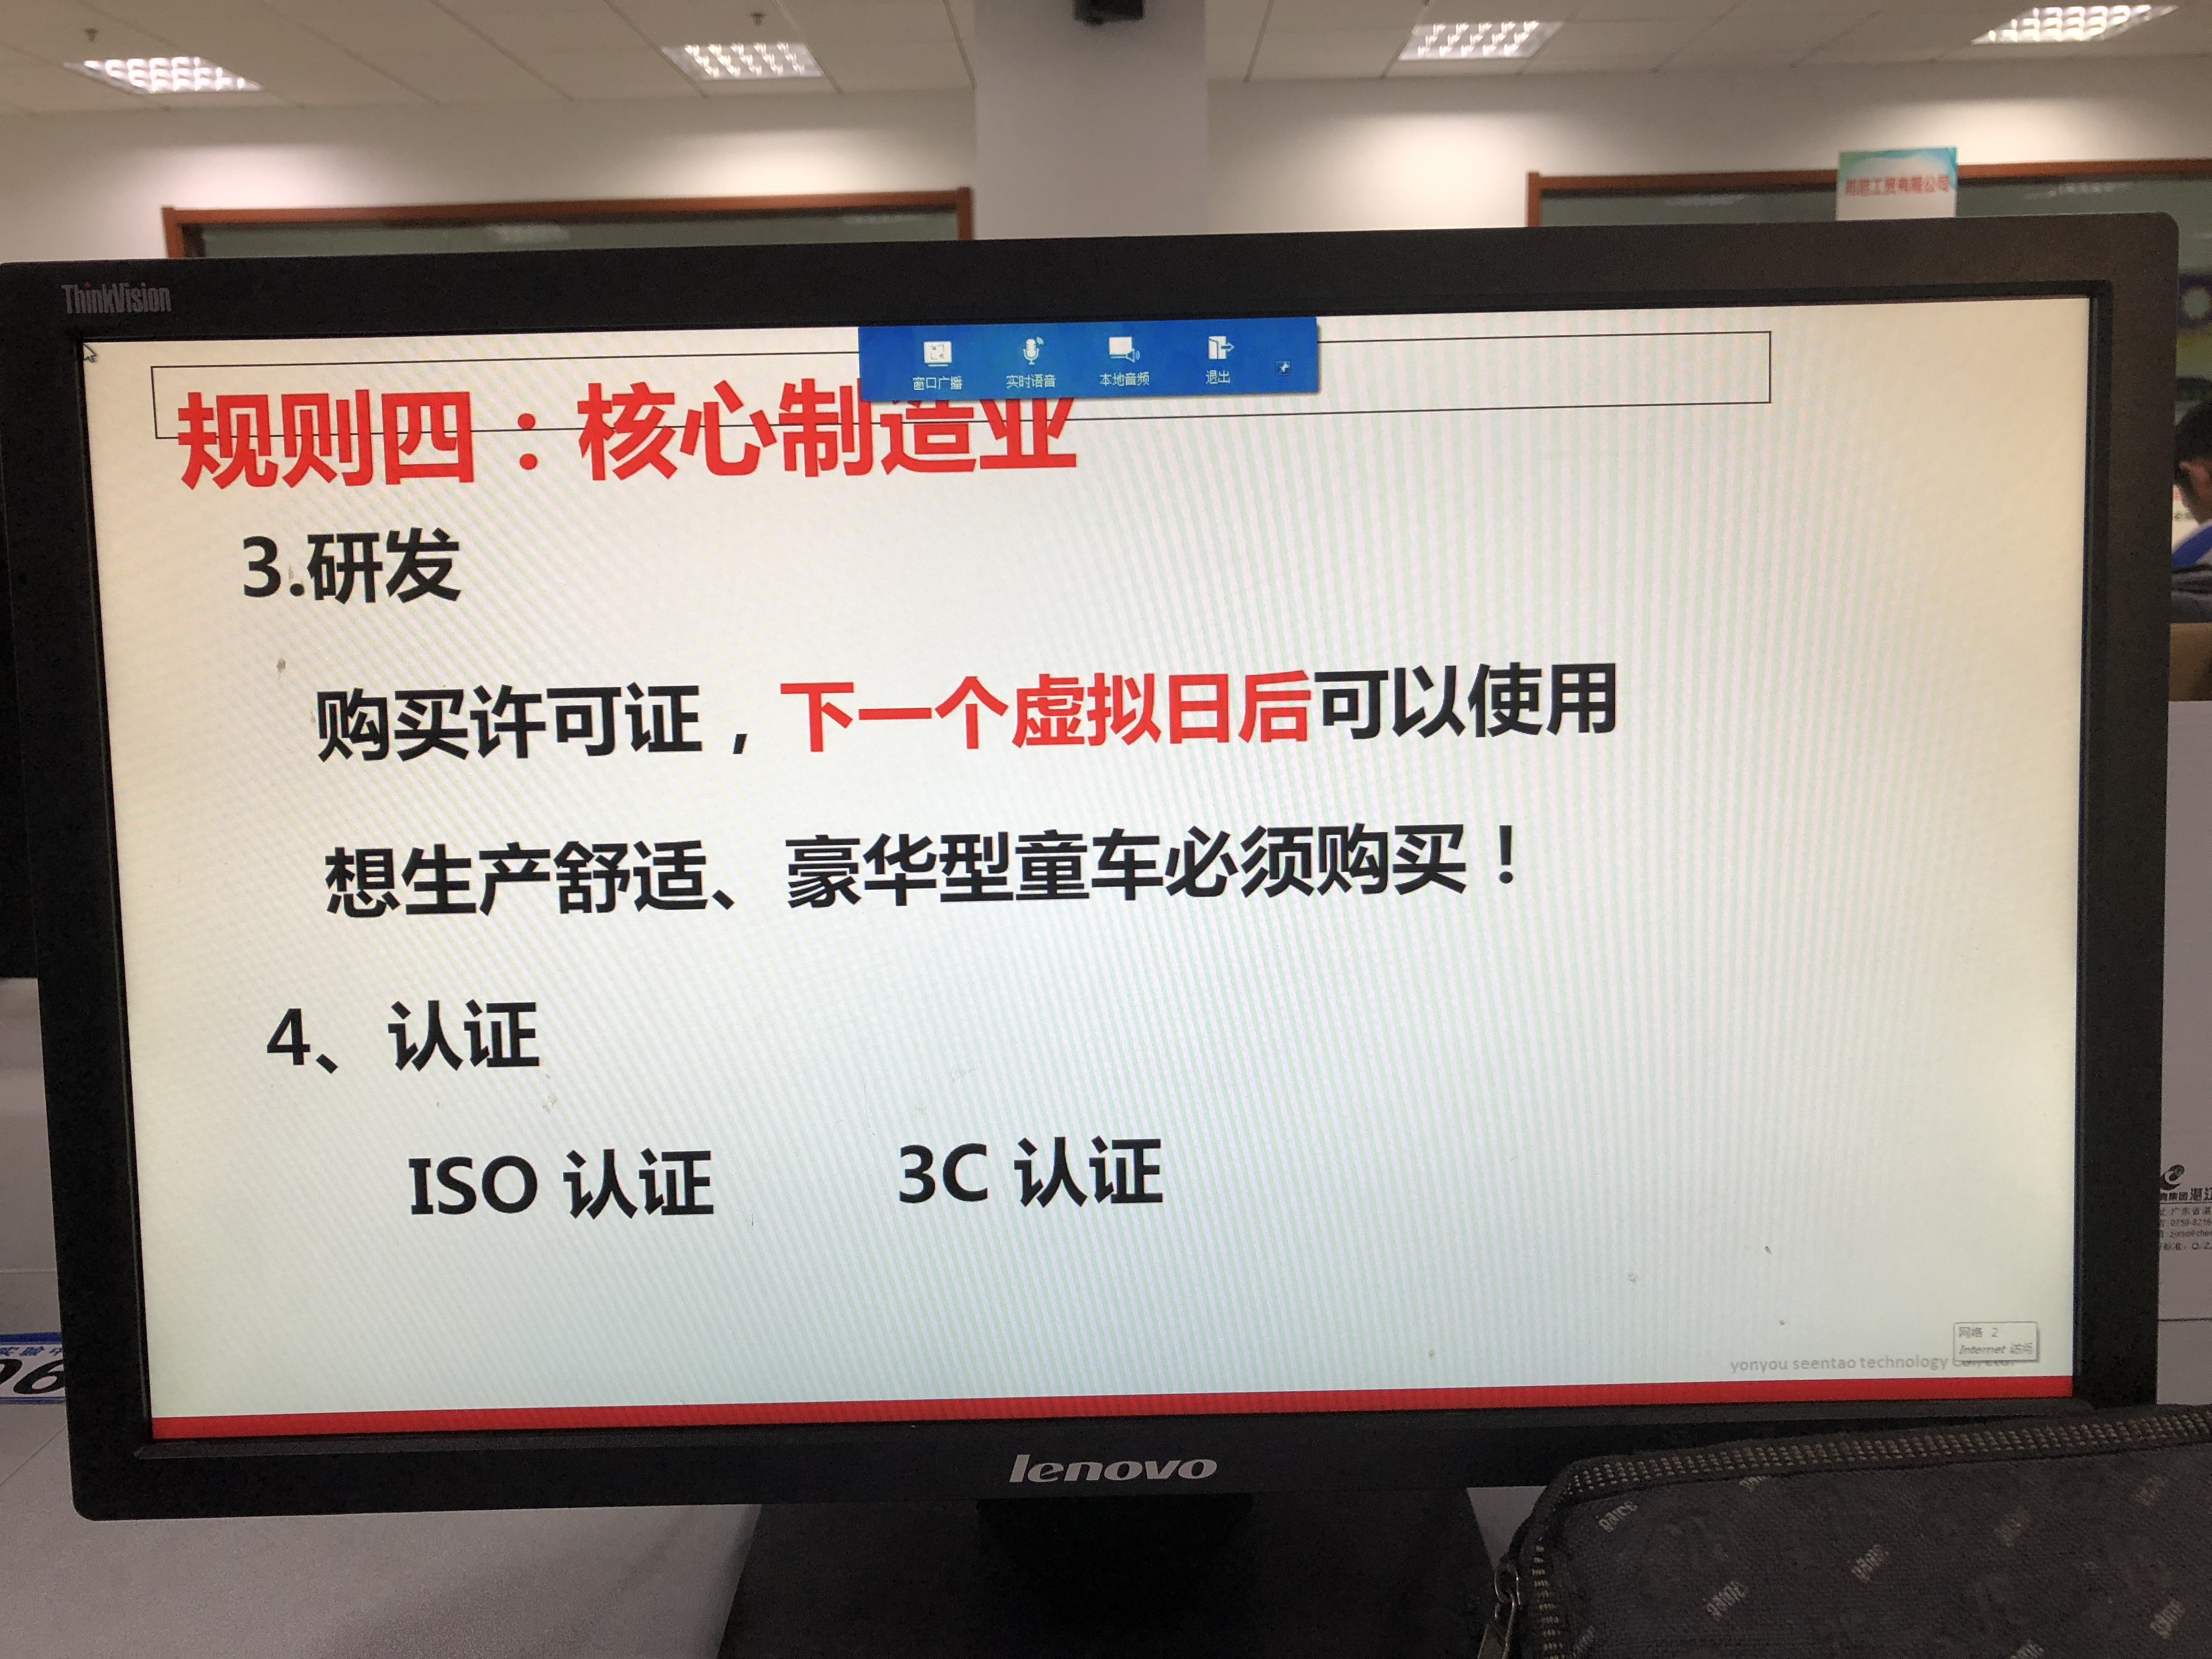 ThinkVision
窗口广播 实时语音 本地音频 退出
规则四：核心制造业
3.研发
购买许可证，下一个虚拟日后可以使用
想生产舒适、豪华型童车必须购买！
4、认证
ISO 认证 3C 认证
网络 2
Internet 访问
yonyou seentao technology
lenovo